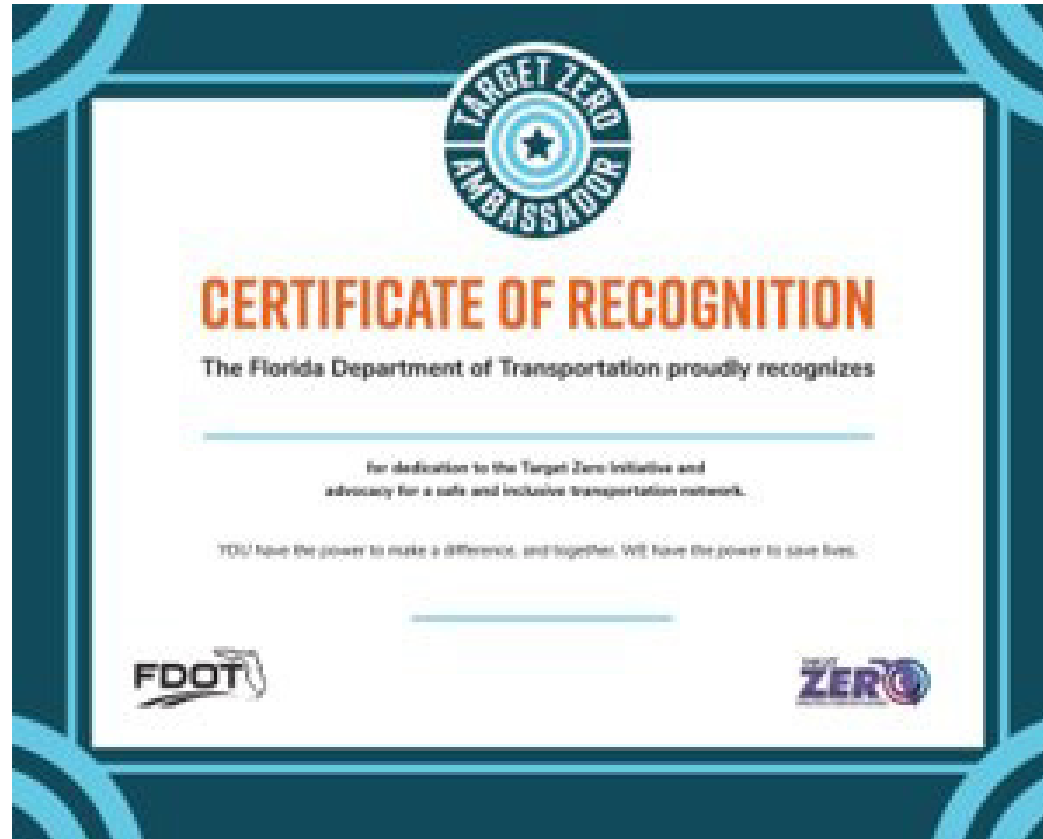 TARGET ZERO
AMBASSADOR
CERTIFICATE OF RECOGNITION
The Florida Department of Transportation proudly recognizes
for dedication to the Target Zero Initiative and
advocacy for a safe and inclusive transportation network.
YOU have the power to make a difference, and together, WE have the power to save lives.
FDOT
ZERO